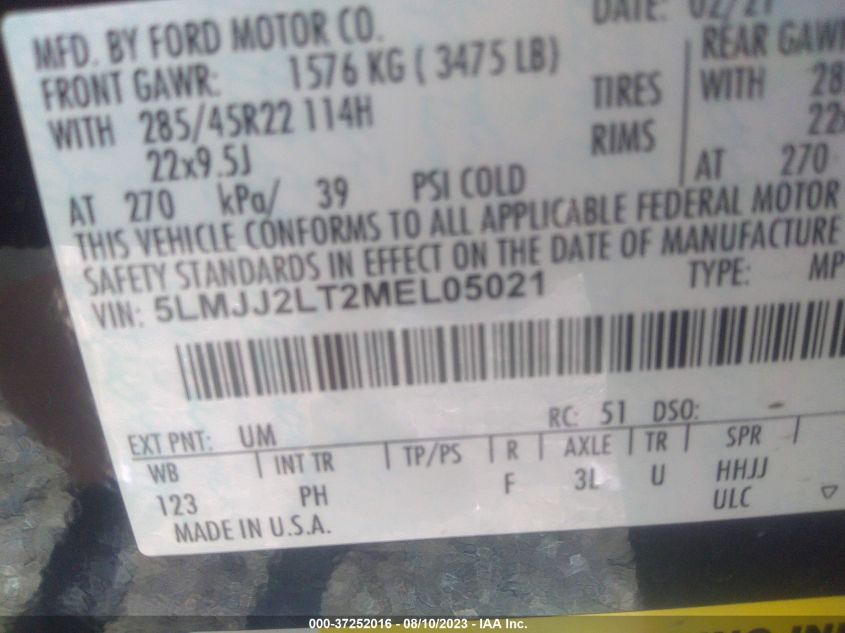 MFD. BY FORD MOTOR CO. DATE: 02/21
FRONT GAWR: 1576 KG ( 3475 LB) REAR GAWR
WITH 285/45R22 114H TIRES WITH 28
22x9.5J RIMS 22x
AT 270 kPa/ 39 PSI COLD AT 270
THIS VEHICLE CONFORMS TO ALL APPLICABLE FEDERAL MOTOR
SAFETY STANDARDS IN EFFECT ON THE DATE OF MANUFACTURE
VIN: 5LMJJ2LT2MEL05021 TYPE: MP
RC: 51 DSO:
EXT PNT: UM
WB INT TR TP/PS R AXLE TR SPR
123 PH F 3L U HHJJ
ULC
MADE IN U.S.A.
000-37252016 - 08/10/2023 - IAA Inc.